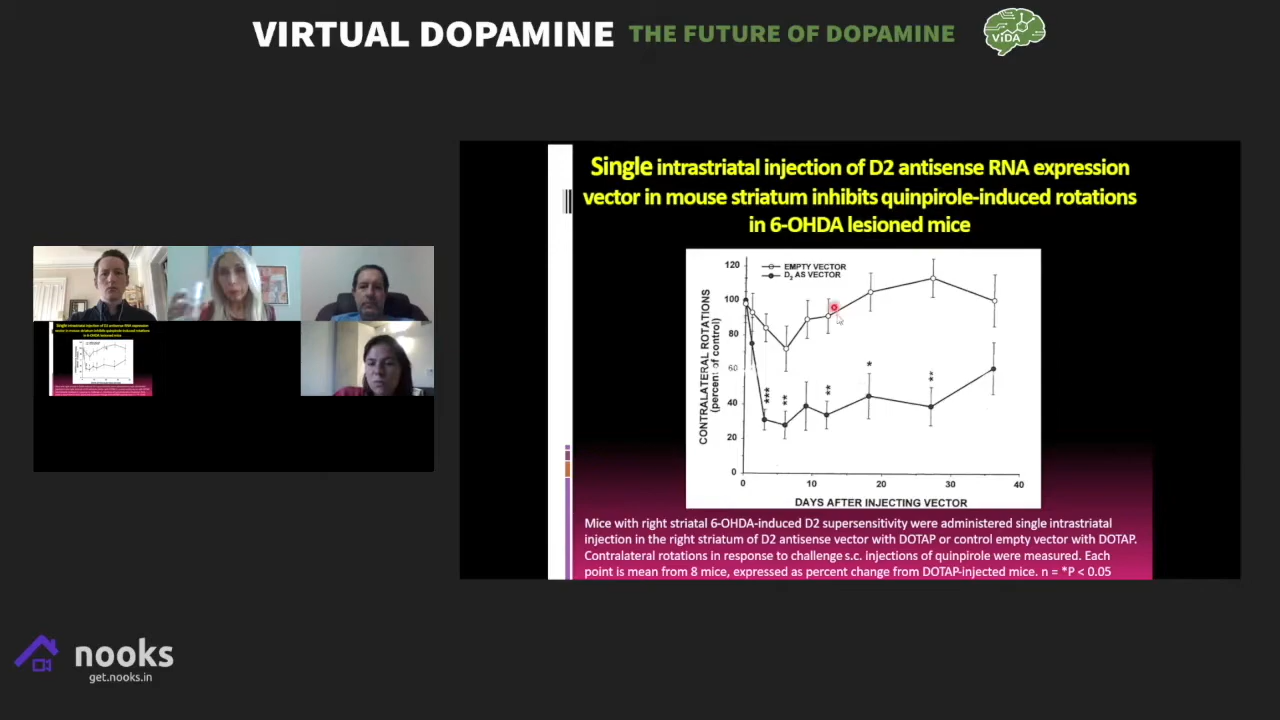 VIRTUAL DOPAMINE THE FUTURE OF DOPAMINE
ViDA
Single intrastriatal injection of D2 antisense RNA expression
vector in mouse striatum inhibits quinpirole-induced rotations
in 6-OHDA lesioned mice
EMPTY VECTOR
D2 AS VECTOR
CONTRALATERAL ROTATIONS
(percent of control)
120
100
80
60
40
20
0
***
**
**
*
**
0 10 20 30 40
DAYS AFTER INJECTING VECTOR
Mice with right striatal 6-OHDA-induced D2 supersensitivity were administered single intrastriatal
injection in the right striatum of D2 antisense vector with DOTAP or control empty vector with DOTAP.
Contralateral rotations in response to challenge s.c. injections of quinpirole were measured. Each
point is mean from 8 mice, expressed as percent change from DOTAP-injected mice. n = *P < 0.05
nooks
get.nooks.in